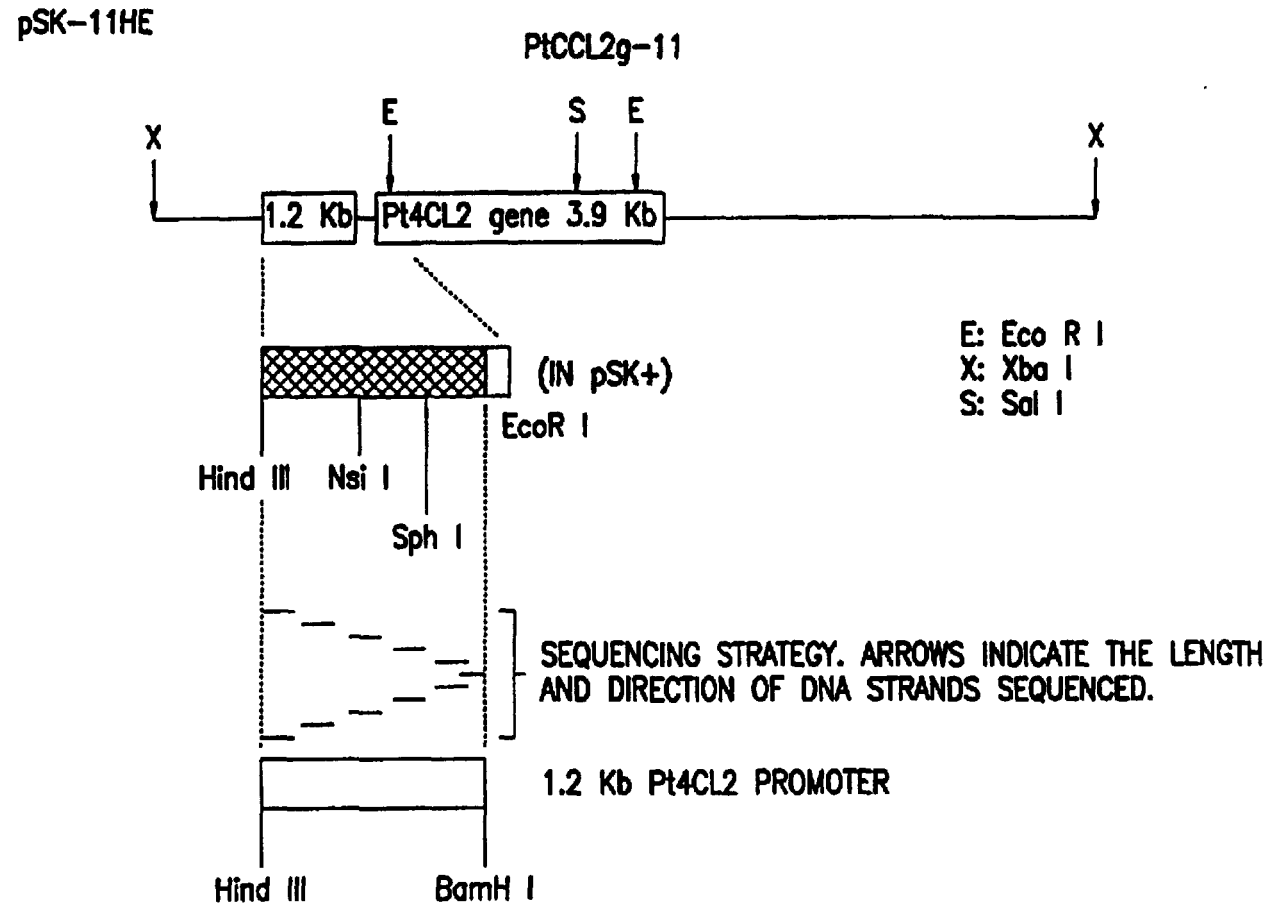 pSK-11HE
PtCCL2g-11
E S E
X X
1.2 Kb Pt4CL2 gene 3.9 Kb
E: Eco R I
(IN pSK+)
X: Xba I
S: Sal I
EcoR I
Hind III Nsi I
Sph I
SEQUENCING STRATEGY. ARROWS INDICATE THE LENGTH
AND DIRECTION OF DNA STRANDS SEQUENCED.
1.2 Kb Pt4CL2 PROMOTER
Hind III BamH I